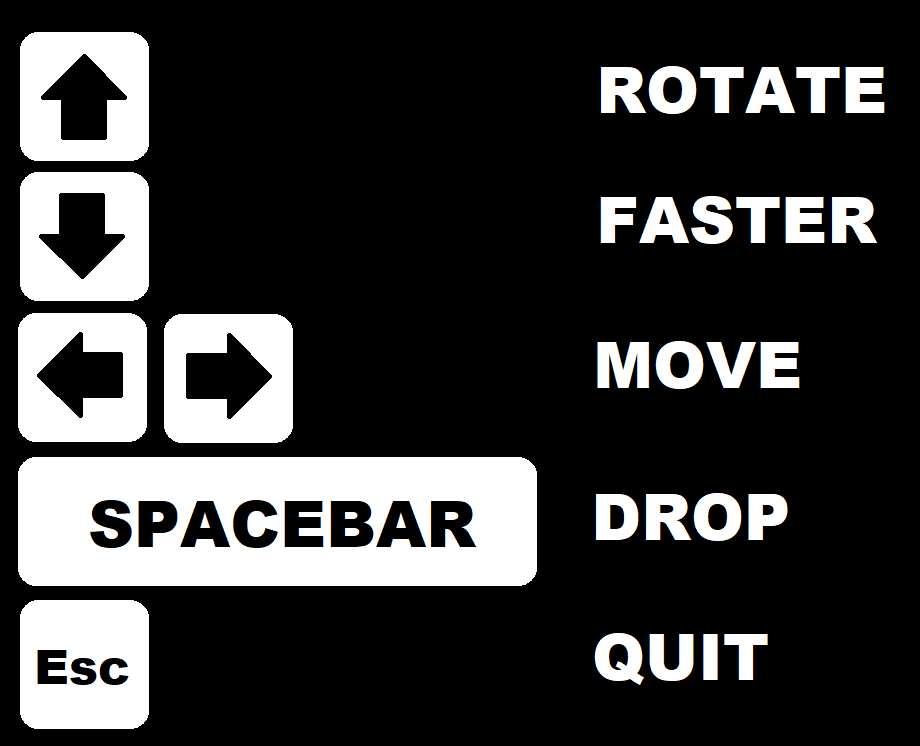 ROTATE
FASTER
MOVE
SPACEBAR DROP
Esc QUIT